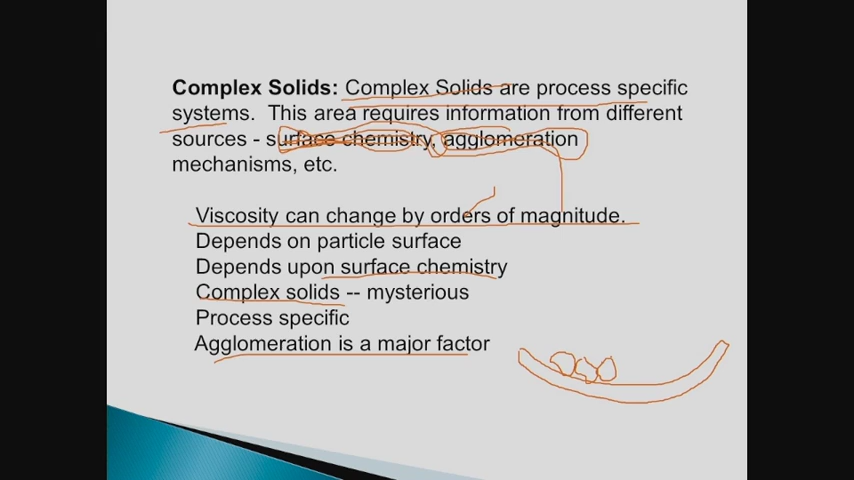 Complex Solids: Complex Solids are process specific
systems. This area requires information from different
sources - surface chemistry, agglomeration
mechanisms, etc.
Viscosity can change by orders of magnitude.
Depends on particle surface
Depends upon surface chemistry
Complex solids -- mysterious
Process specific
Agglomeration is a major factor